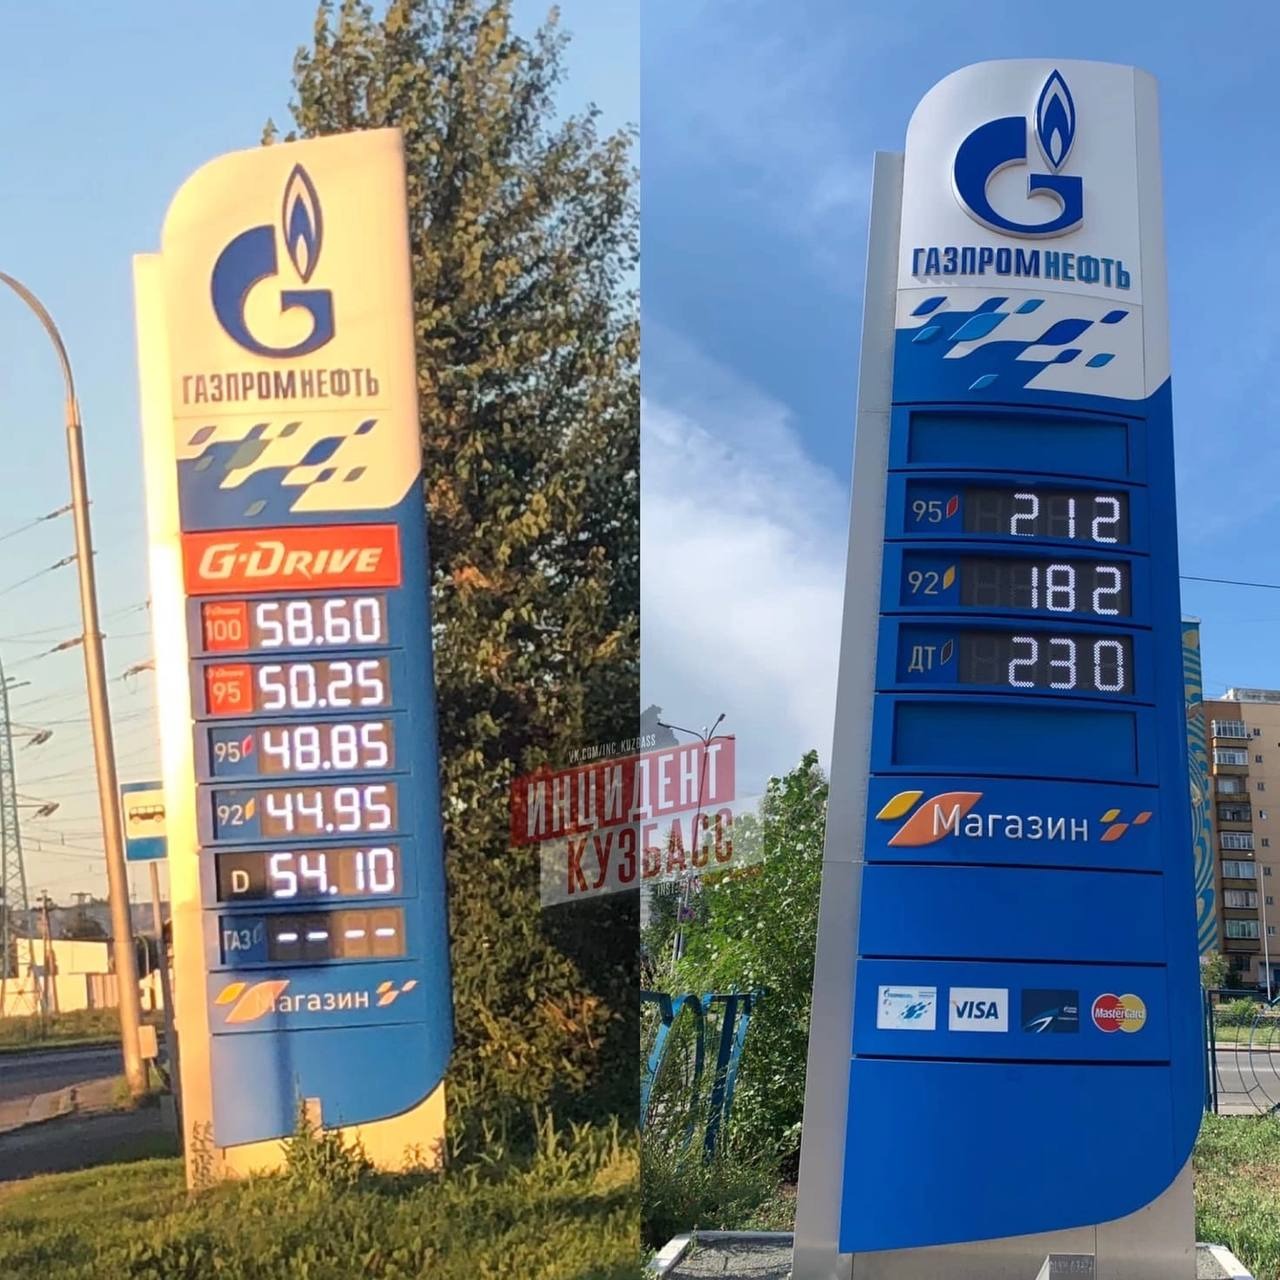 ГАЗПРОМНЕФТЬ
G-DRIVE
100 58.60
95 50.25
95 48.85
92 44.95
D 54.10
ГАЗ -- --
Магазин
VK.COM/INC_KUZBASS
ИНЦИДЕНТ
КУЗБАСС
ГАЗПРОМНЕФТЬ
95 212
92 182
ДТ 230
Магазин
VISA
MasterCard